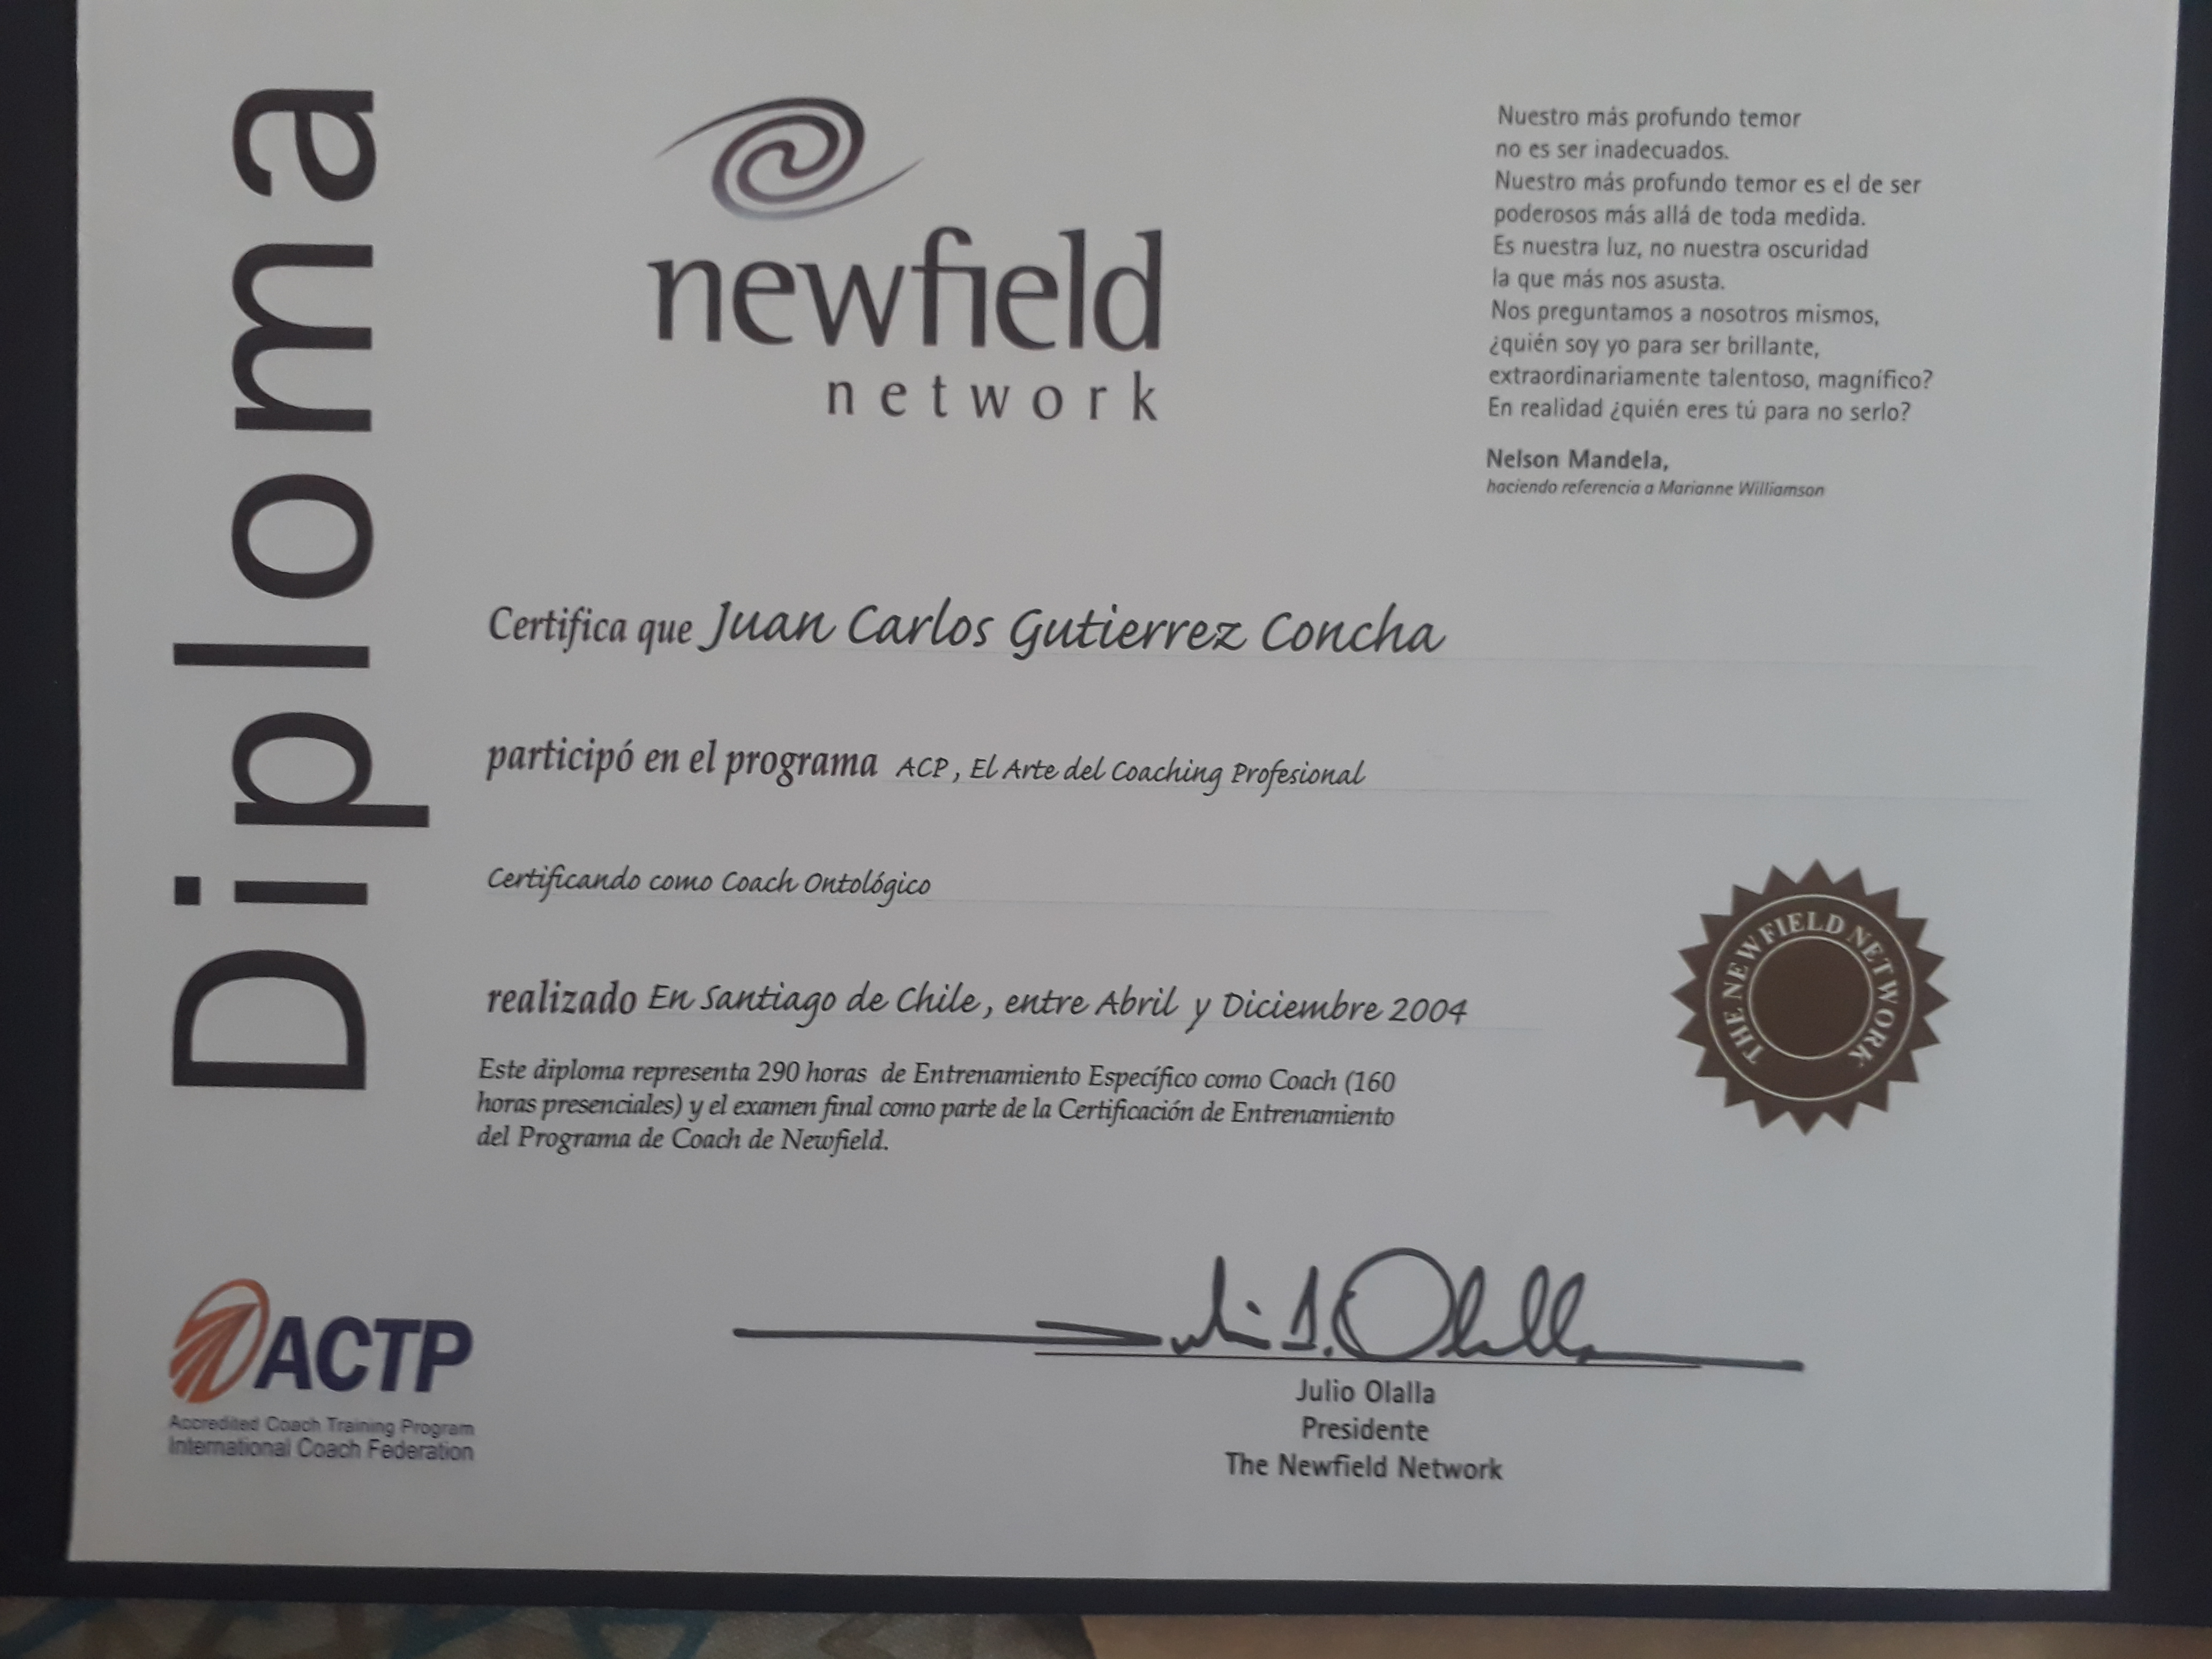 Diploma
newfield
network
Nuestro más profundo temor
no es ser inadecuados.
Nuestro más profundo temor es el de ser
poderosos más allá de toda medida.
Es nuestra luz, no nuestra oscuridad
la que más nos asusta.
Nos preguntamos a nosotros mismos,
¿quién soy yo para ser brillante,
extraordinariamente talentoso, magnífico?
En realidad ¿quién eres tú para no serlo?
Nelson Mandela,
haciendo referencia a Marianne Williamson
Certifica que Juan Carlos Gutierrez Concha
participó en el programa ACP, El Arte del Coaching Profesional
Certificando como Coach Ontológico
realizado En Santiago de Chile, entre Abril y Diciembre 2004
Este diploma representa 290 horas de Entrenamiento Específico como Coach (160
horas presenciales) y el examen final como parte de la Certificación de Entrenamiento
del Programa de Coach de Newfield.
THE NEWFIELD NETWORK
ACTP
Accredited Coach Training Program
International Coach Federation
Julio I. Olalla
Julio Olalla
Presidente
The Newfield Network